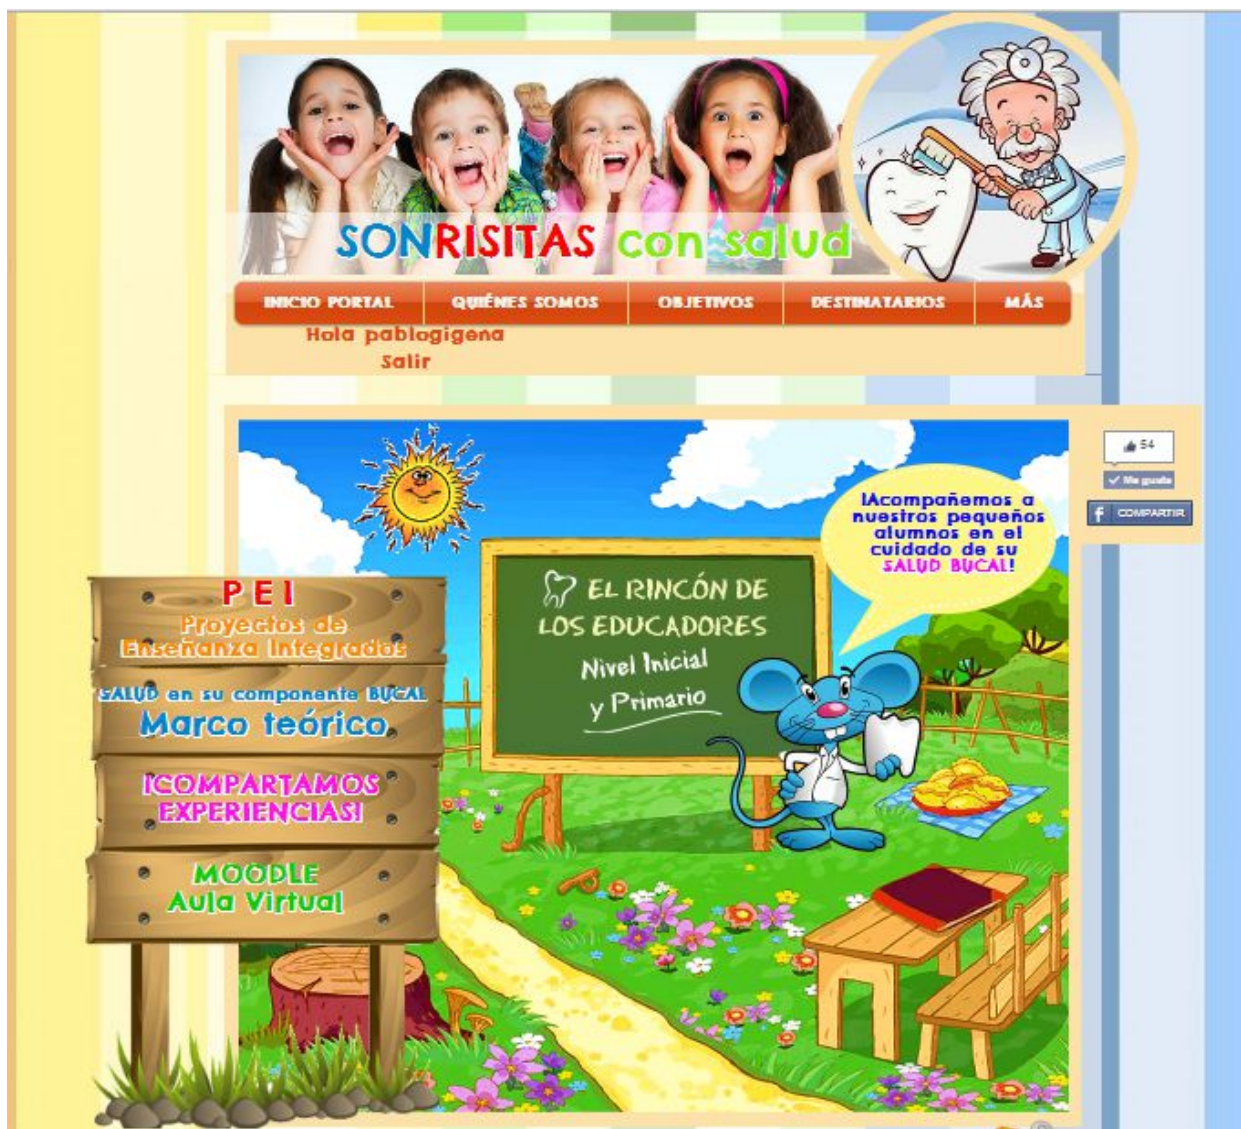 SONRISITAS con salud
INICIO PORTAL
QUIÉNES SOMOS
OBJETIVOS
DESTINATARIOS
MÁS
Hola pablogigena
Salir
54
Me gusta
COMPARTIR
¡Acompañemos a
nuestros pequeños
alumnos en el
cuidado de su
SALUD BUCAL!
EL RINCÓN DE
LOS EDUCADORES
Nivel Inicial
y Primario
PEI
Proyectos de
Enseñanza Integrados
SALUD en su componente BUCAL
Marco teórico
¡COMPARTAMOS
EXPERIENCIAS!
MOODLE
Aula Virtual